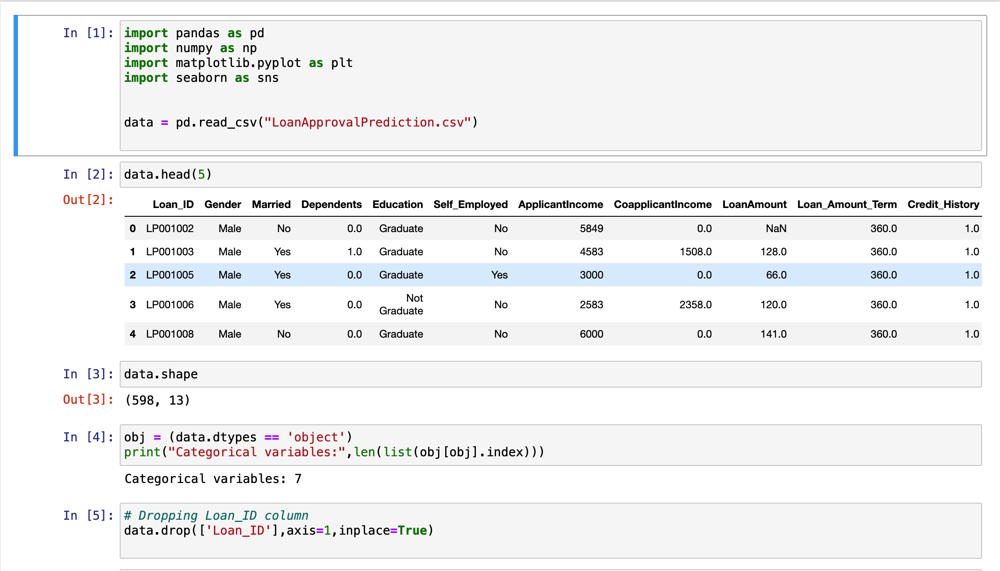 In [1]: import pandas as pd
import numpy as np
import matplotlib.pyplot as plt
import seaborn as sns
data = pd.read_csv("LoanApprovalPrediction.csv")
In [2]: data.head(5)
Out[2]:
Loan_ID Gender Married Dependents Education Self_Employed ApplicantIncome CoapplicantIncome LoanAmount Loan_Amount_Term Credit_History
0 LP001002 Male No 0.0 Graduate No 5849 0.0 NaN 360.0 1.0
1 LP001003 Male Yes 1.0 Graduate No 4583 1508.0 128.0 360.0 1.0
2 LP001005 Male Yes 0.0 Graduate Yes 3000 0.0 66.0 360.0 1.0
3 LP001006 Male Yes 0.0 Not Graduate No 2583 2358.0 120.0 360.0 1.0
4 LP001008 Male No 0.0 Graduate No 6000 0.0 141.0 360.0 1.0
In [3]: data.shape
Out[3]: (598, 13)
In [4]: obj = (data.dtypes == 'object')
print("Categorical variables:",len(list(obj[obj].index)))
Categorical variables: 7
In [5]: # Dropping Loan_ID column
data.drop(['Loan_ID'],axis=1,inplace=True)